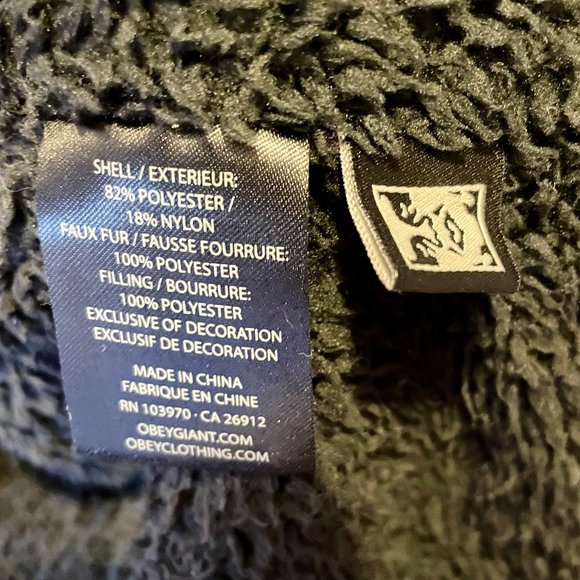 SHELL / EXTERIEUR:
82% POLYESTER /
18% NYLON
FAUX FUR / FAUSSE FOURRURE:
100% POLYESTER
FILLING / BOURRURE:
100% POLYESTER
EXCLUSIVE OF DECORATION
EXCLUSIF DE DECORATION
MADE IN CHINA
FABRIQUE EN CHINE
RN 103970 · CA 26912
OBEYGIANT.COM
OBEYCLOTHING.COM